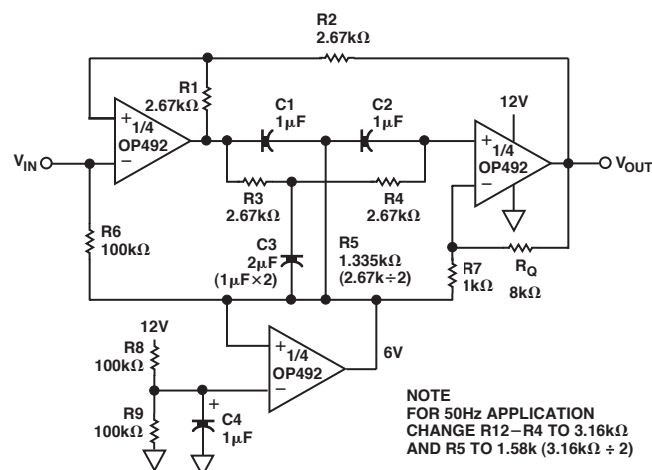 R2
2.67kΩ
R1
2.67kΩ
C1
1µF
C2
1µF
12V
+
1/4
OP492
−
+
1/4
OP492
−
VIN
VOUT
R6
100kΩ
R3
2.67kΩ
R4
2.67kΩ
C3
2µF
(1µF×2)
R5
1.335kΩ
(2.67k÷2)
R7
1kΩ
RQ
8kΩ
12V
R8
100kΩ
+
1/4
OP492
−
6V
R9
100kΩ
+
C4
1µF
NOTE
FOR 50Hz APPLICATION
CHANGE R12–R4 TO 3.16kΩ
AND R5 TO 1.58k (3.16kΩ ÷ 2)